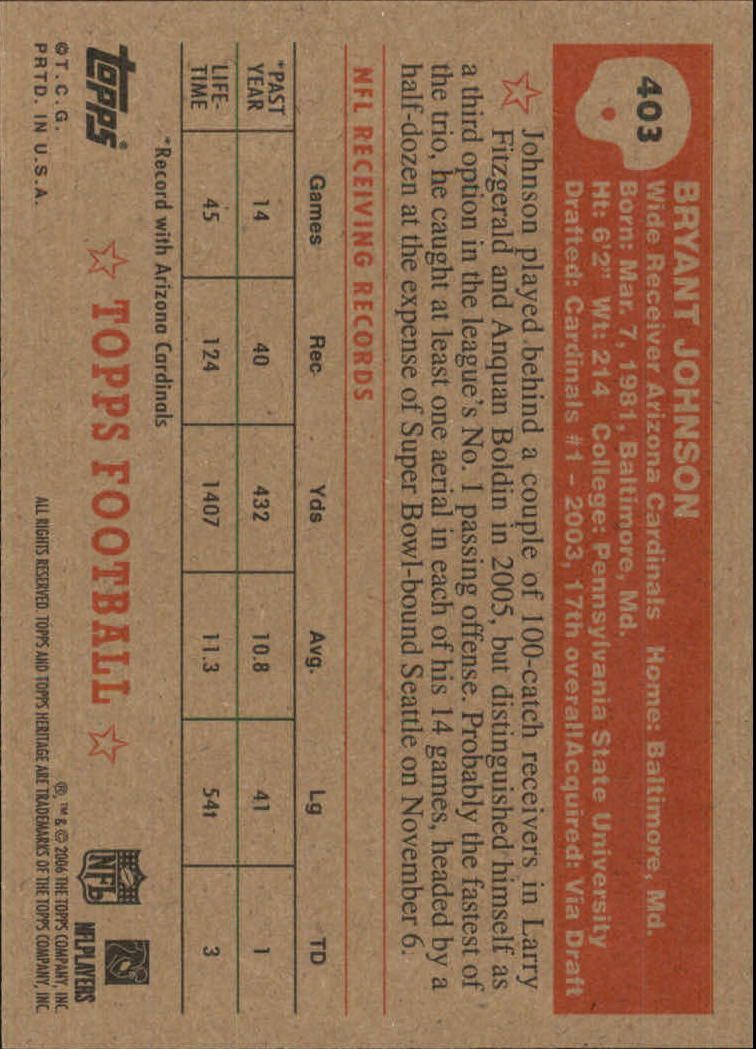 403
BRYANT JOHNSON
Wide Receiver Arizona Cardinals Home: Baltimore, Md.
Born: Mar. 7, 1981, Baltimore, Md.
Ht: 6'2" Wt: 214 College: Pennsylvania State University
Drafted: Cardinals #1 - 2003, 17th overall Acquired: Via Draft
Johnson played behind a couple of 100-catch receivers in Larry
Fitzgerald and Anquan Boldin in 2005, but distinguished himself as
a third option in the league's No. 1 passing offense. Probably the fastest of
the trio, he caught at least one aerial in each of his 14 games, headed by a
half-dozen at the expense of Super Bowl-bound Seattle on November 6.
NFL RECEIVING RECORDS
Games Rec. Yds Avg. Lg TD
*PAST YEAR 14 40 432 10.8 41 1
LIFE-TIME 45 124 1407 11.3 54t 3
*Record with Arizona Cardinals
topps® TOPPS FOOTBALL NFL NFLPLAYERS
©T.C.G.
PRTD. IN U.S.A.
®, ™ & © 2006 THE TOPPS COMPANY, INC.
ALL RIGHTS RESERVED. TOPPS AND TOPPS HERITAGE ARE TRADEMARKS OF THE TOPPS COMPANY, INC.